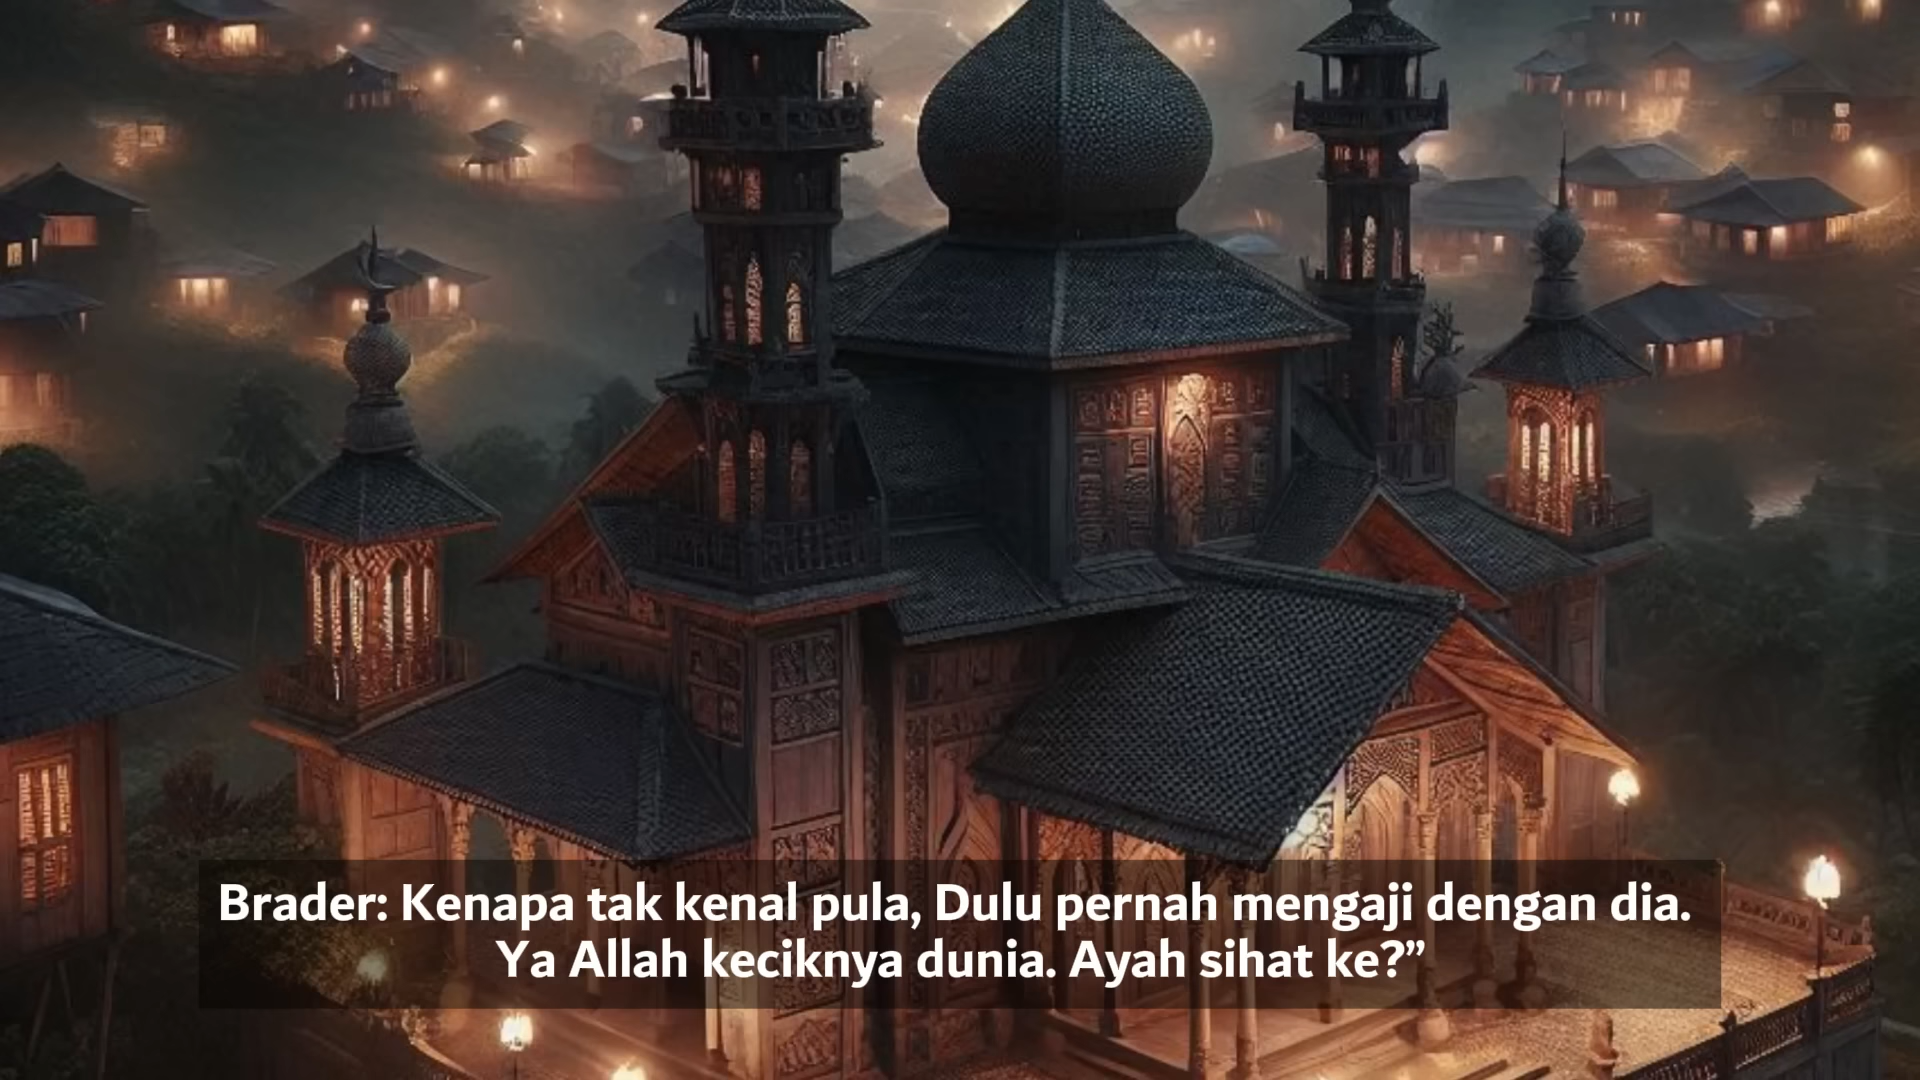 Brader: Kenapa tak kenal pula, Dulu pernah mengaji dengan dia.
Ya Allah keciknya dunia. Ayah sihat ke?”